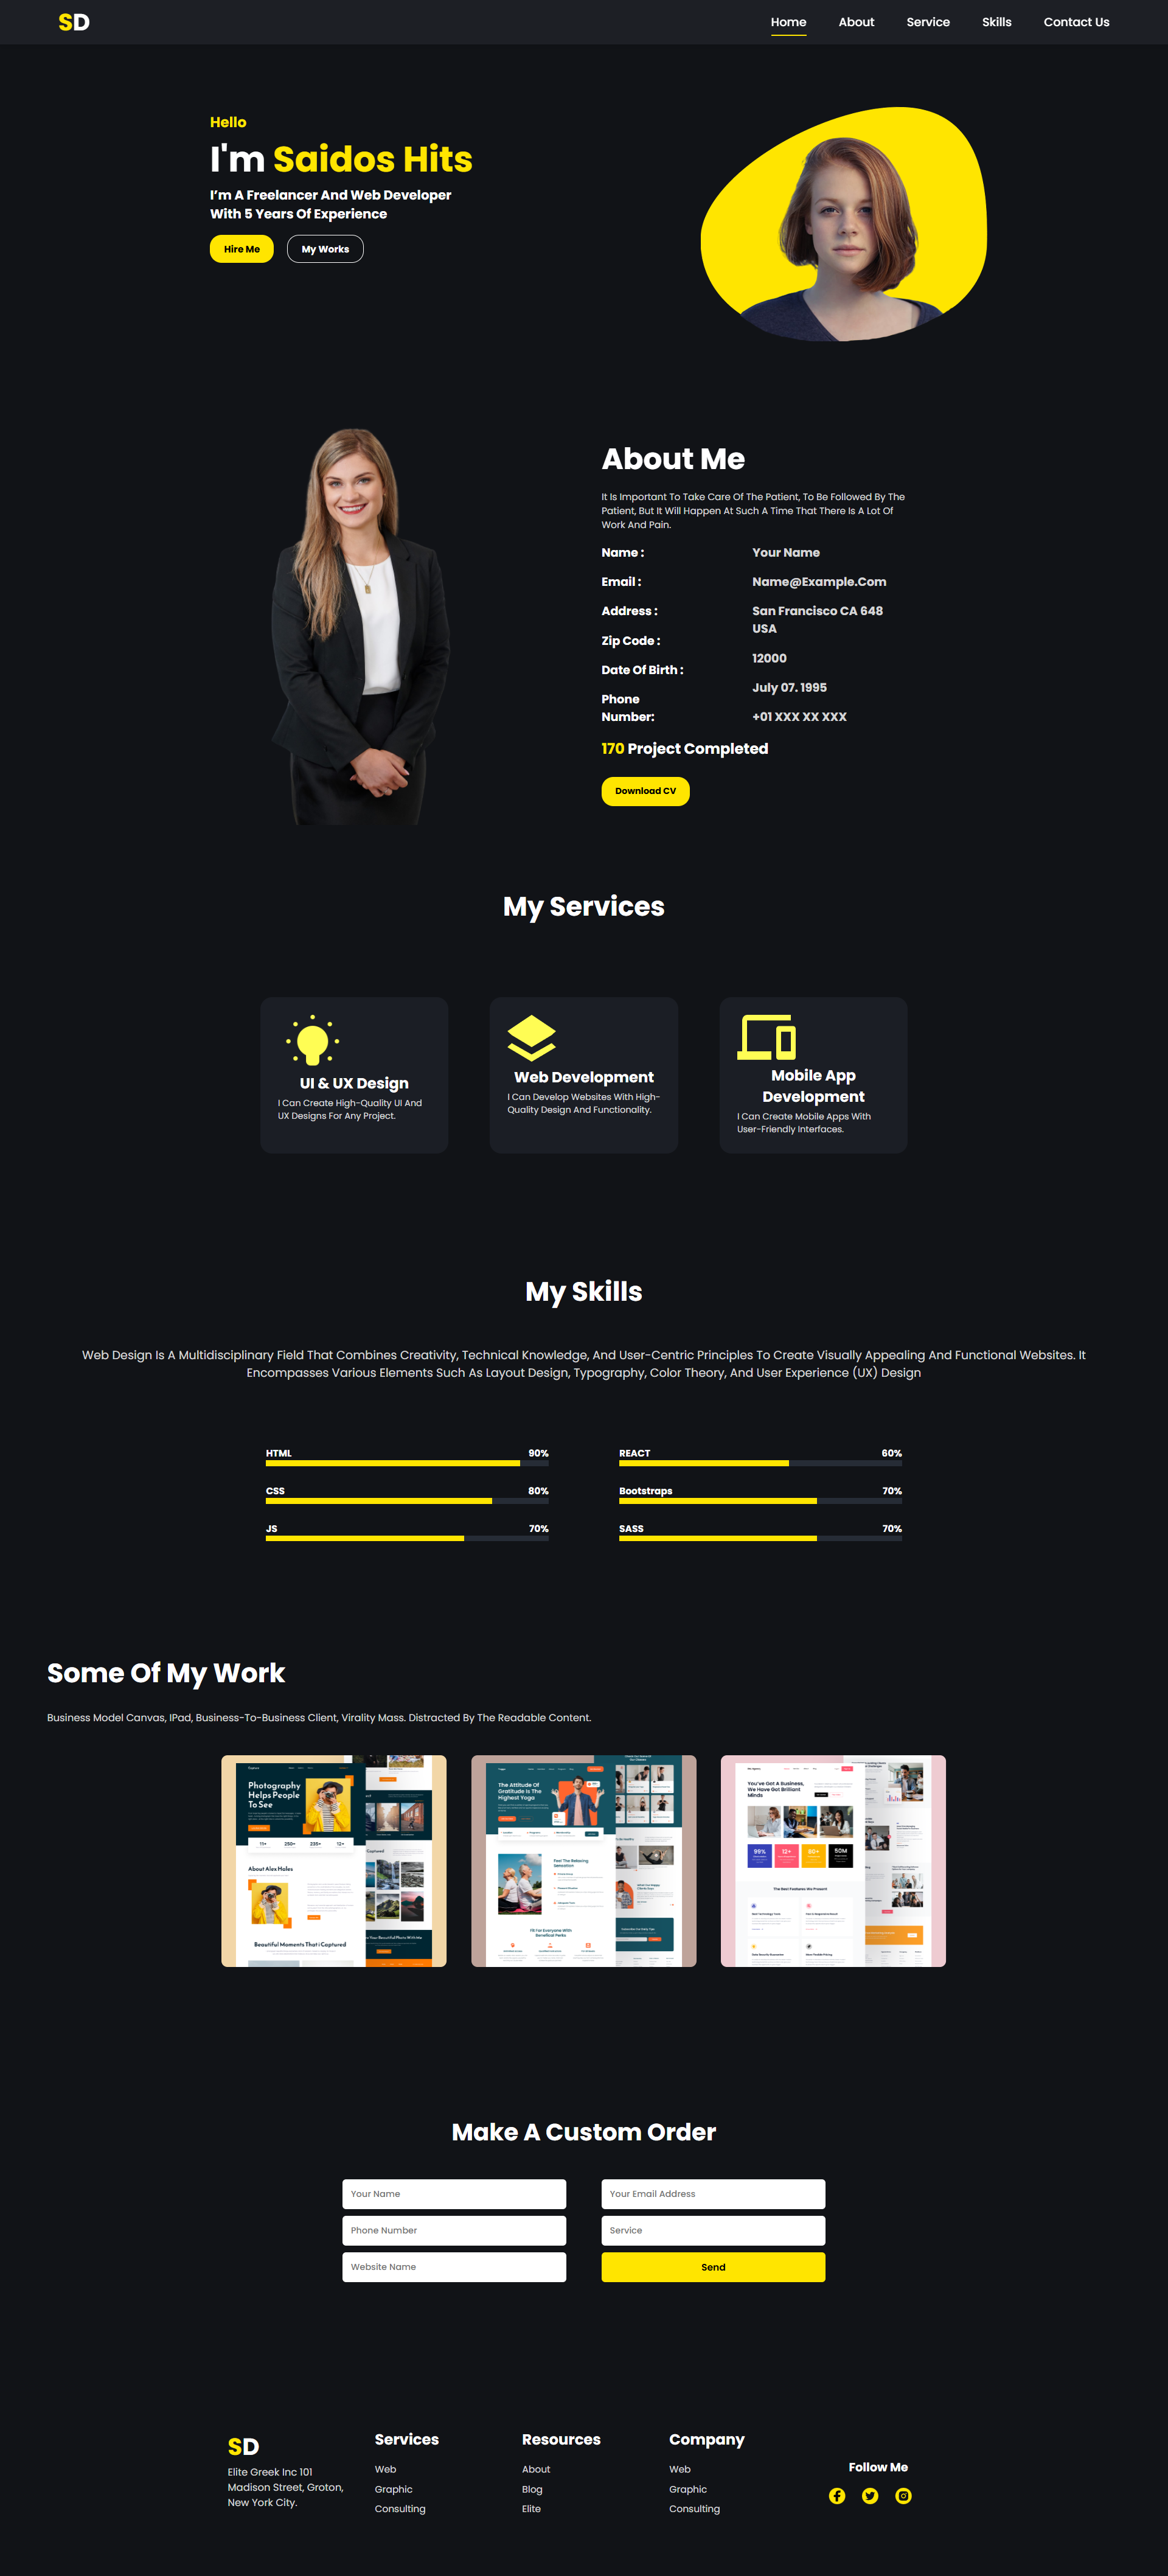 SD
Home About Service Skills Contact Us
Hello
I'm Saidos Hits
I'm A Freelancer And Web Developer
With 5 Years Of Experience
Hire Me My Works
About Me
It Is Important To Take Care Of The Patient, To Be Followed By The
Patient, But It Will Happen At Such A Time That There Is A Lot Of
Work And Pain.
Name : Your Name
Email : Name@Example.Com
Address : San Francisco CA 648
USA
Zip Code : 12000
Date Of Birth : July 07. 1995
Phone
Number: +01 XXX XX XXX
170 Project Completed
Download CV
My Services
UI & UX Design
I Can Create High-Quality UI And
UX Designs For Any Project.
Web Development
I Can Develop Websites With High-
Quality Design And Functionality.
Mobile App
Development
I Can Create Mobile Apps With
User-Friendly Interfaces.
My Skills
Web Design Is A Multidisciplinary Field That Combines Creativity, Technical Knowledge, And User-Centric Principles To Create Visually Appealing And Functional Websites. It
Encompasses Various Elements Such As Layout Design, Typography, Color Theory, And User Experience (UX) Design
HTML 90%
REACT 60%
CSS 80%
Bootstraps 70%
JS 70%
SASS 70%
Some Of My Work
Business Model Canvas, IPad, Business-To-Business Client, Virality Mass. Distracted By The Readable Content.
Photography
Helps People
To See
11+ 250+ 235+ 12+
About Alex Hales
Beautiful Moments That i Captured
The Attitude Of
Gratitude Is The
Highest Yoga
Feel The Relaxing
Sensation
Fit For Everyone With
Beneficial Perks
You've Got A Business,
We Have Got Brilliant
Minds
99% 12+ 90+ 50M
The Best Features We Present
Make A Custom Order
Your Name
Your Email Address
Phone Number
Service
Website Name
Send
SD
Elite Greek Inc 101
Madison Street, Groton,
New York City.
Services
Web
Graphic
Consulting
Resources
About
Blog
Elite
Company
Web
Graphic
Consulting
Follow Me